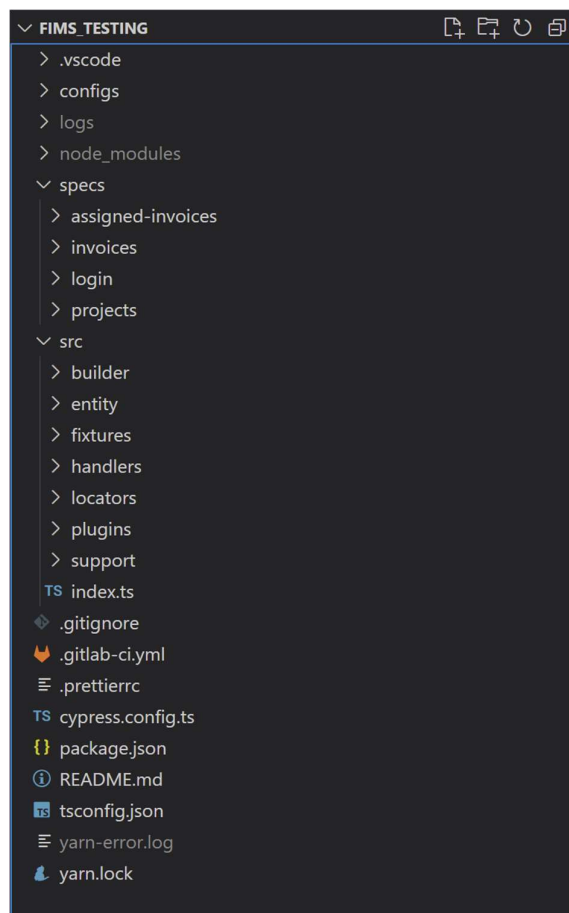 FIMS_TESTING
.vscode
configs
logs
node_modules
specs
assigned-invoices
invoices
login
projects
src
builder
entity
fixtures
handlers
locators
plugins
support
TS index.ts
.gitignore
.gitlab-ci.yml
.prettierrc
TS cypress.config.ts
{} package.json
README.md
TS tsconfig.json
yarn-error.log
yarn.lock